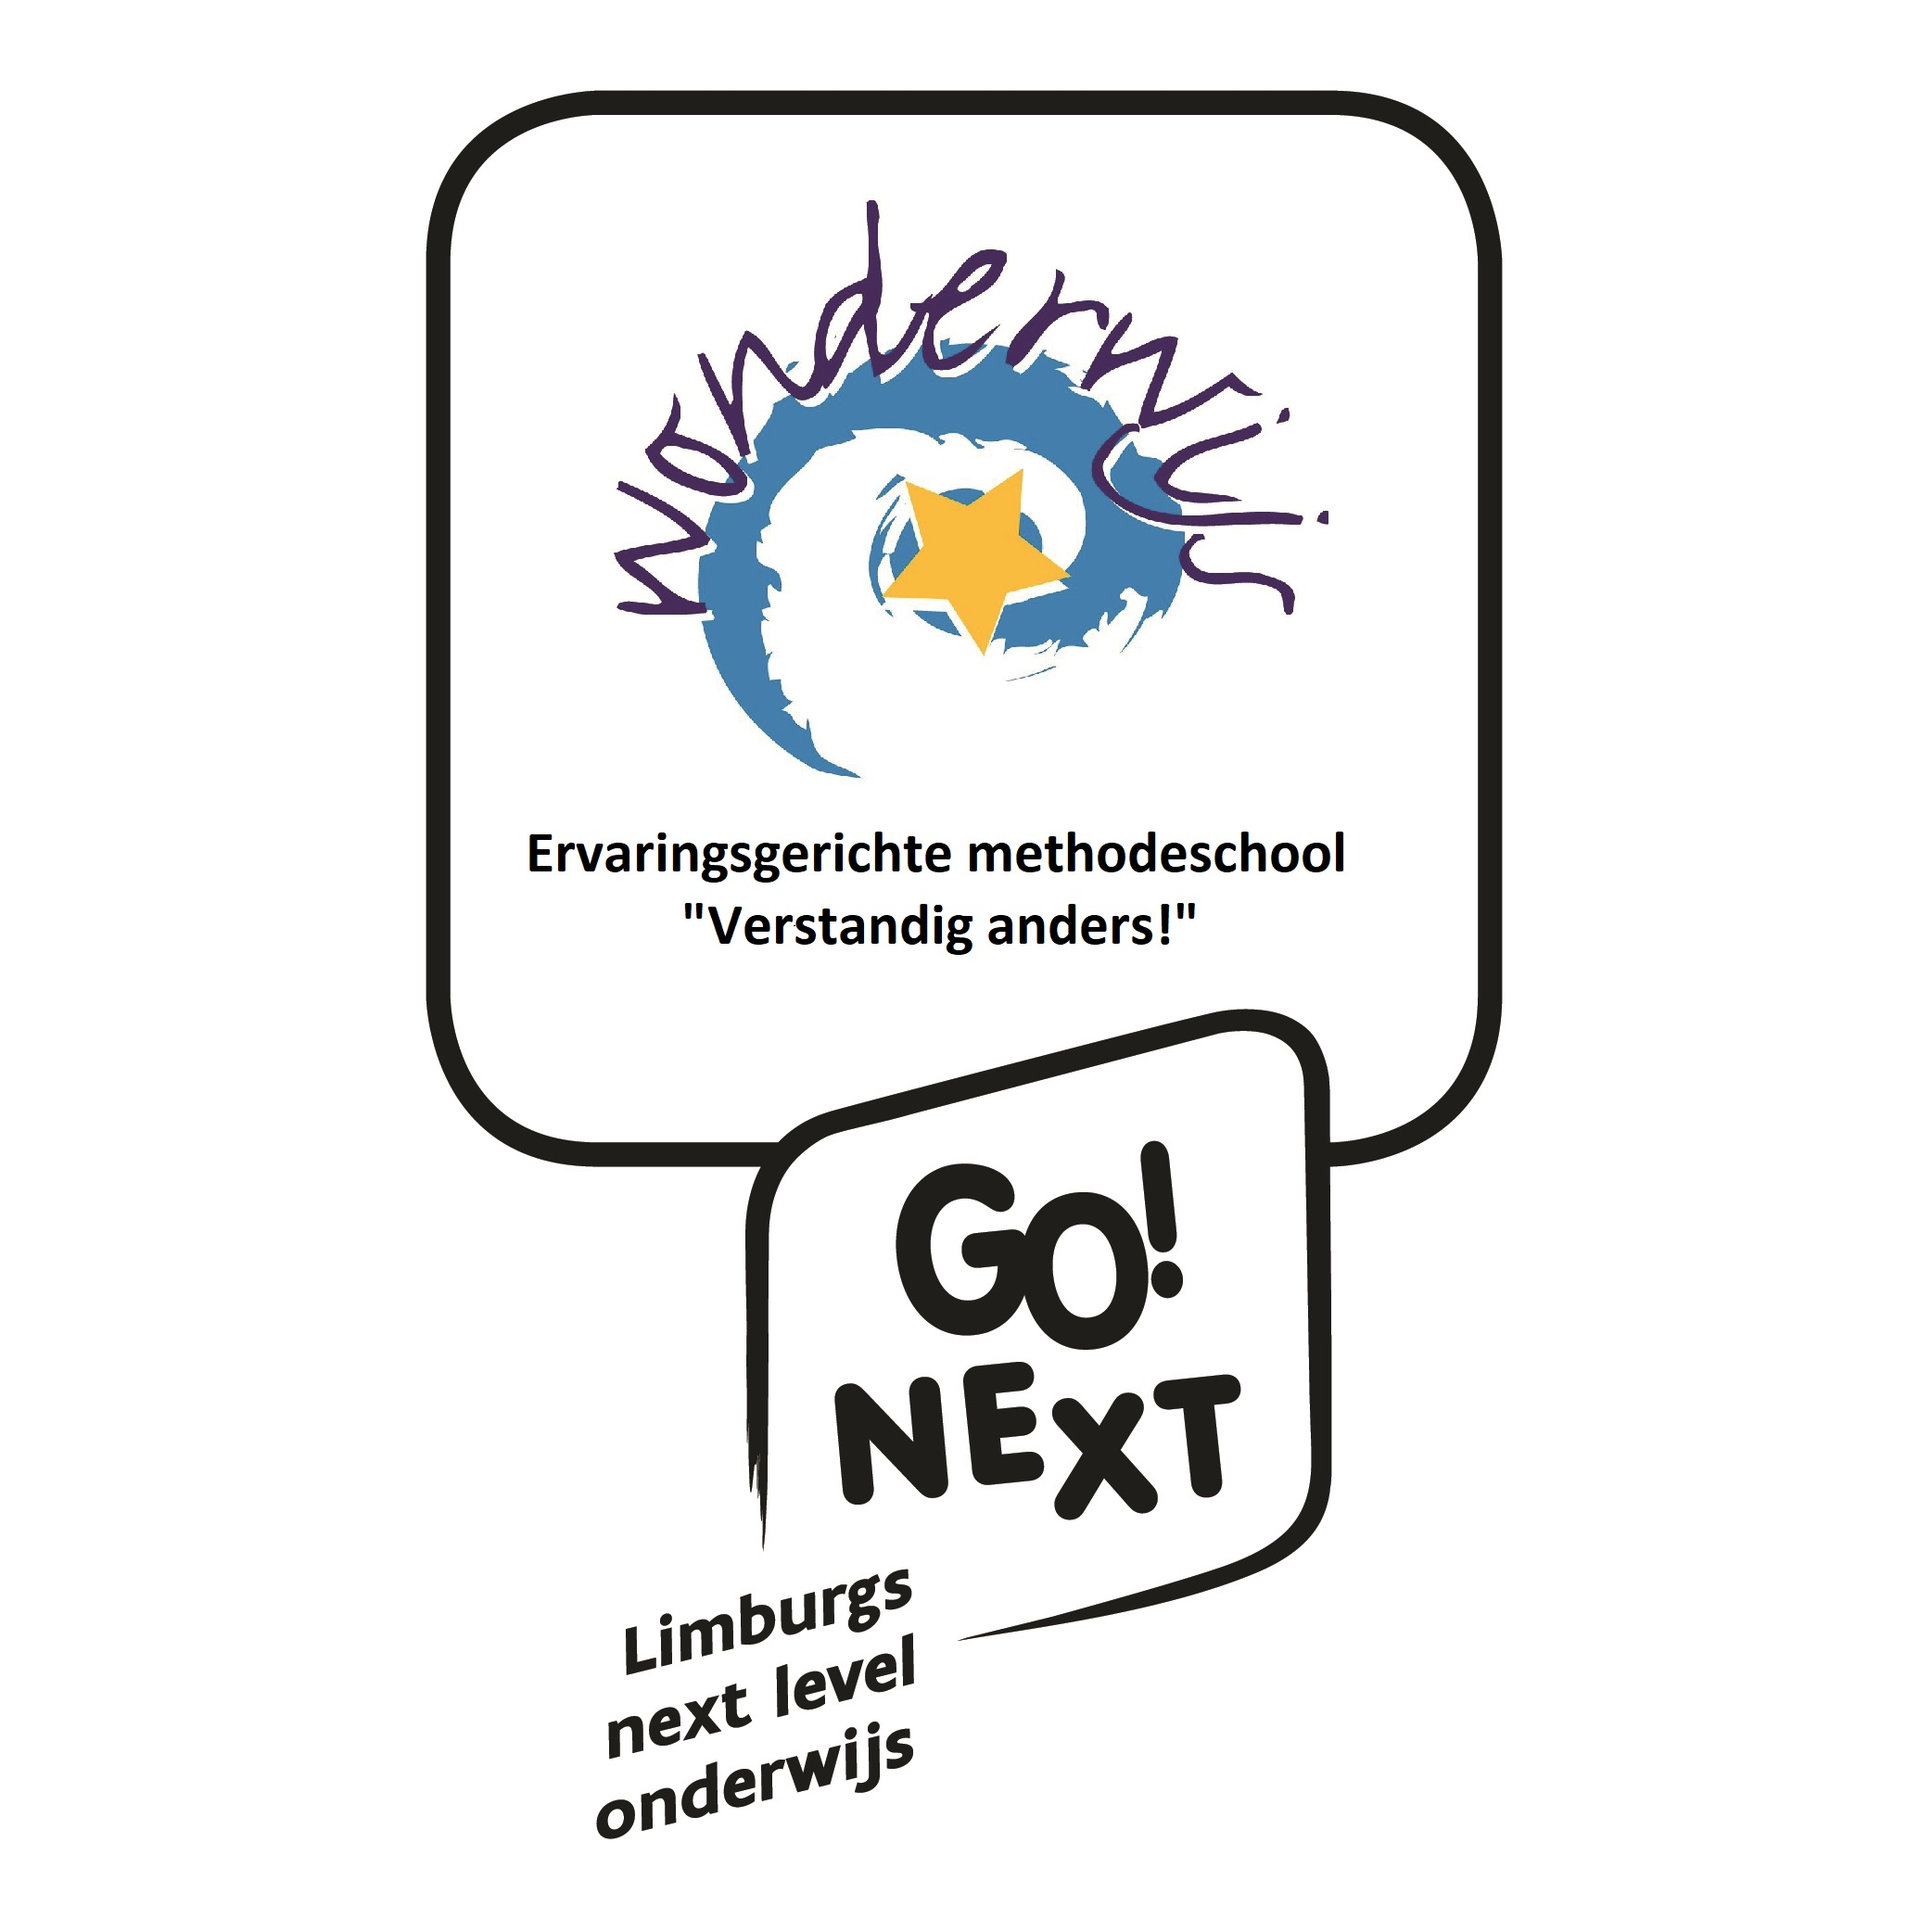 wonderwijs
Ervaringsgerichte methodeschool
"Verstandig anders!"
GO!
NEXT
Limburgs
next level
onderwijs